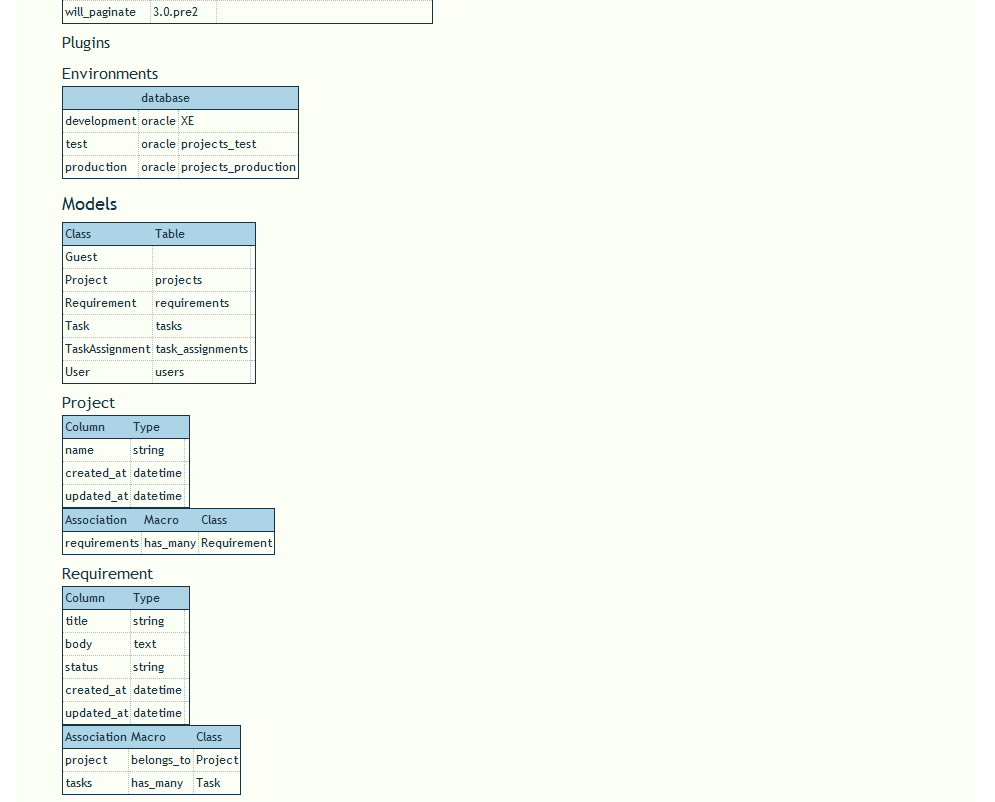 will_paginate 3.0.pre2
Plugins
Environments
database
development oracle XE
test oracle projects_test
production oracle projects_production
Models
Class Table
Guest
Project projects
Requirement requirements
Task tasks
TaskAssignment task_assignments
User users
Project
Column Type
name string
created_at datetime
updated_at datetime
Association Macro Class
requirements has_many Requirement
Requirement
Column Type
title string
body text
status string
created_at datetime
updated_at datetime
Association Macro Class
project belongs_to Project
tasks has_many Task